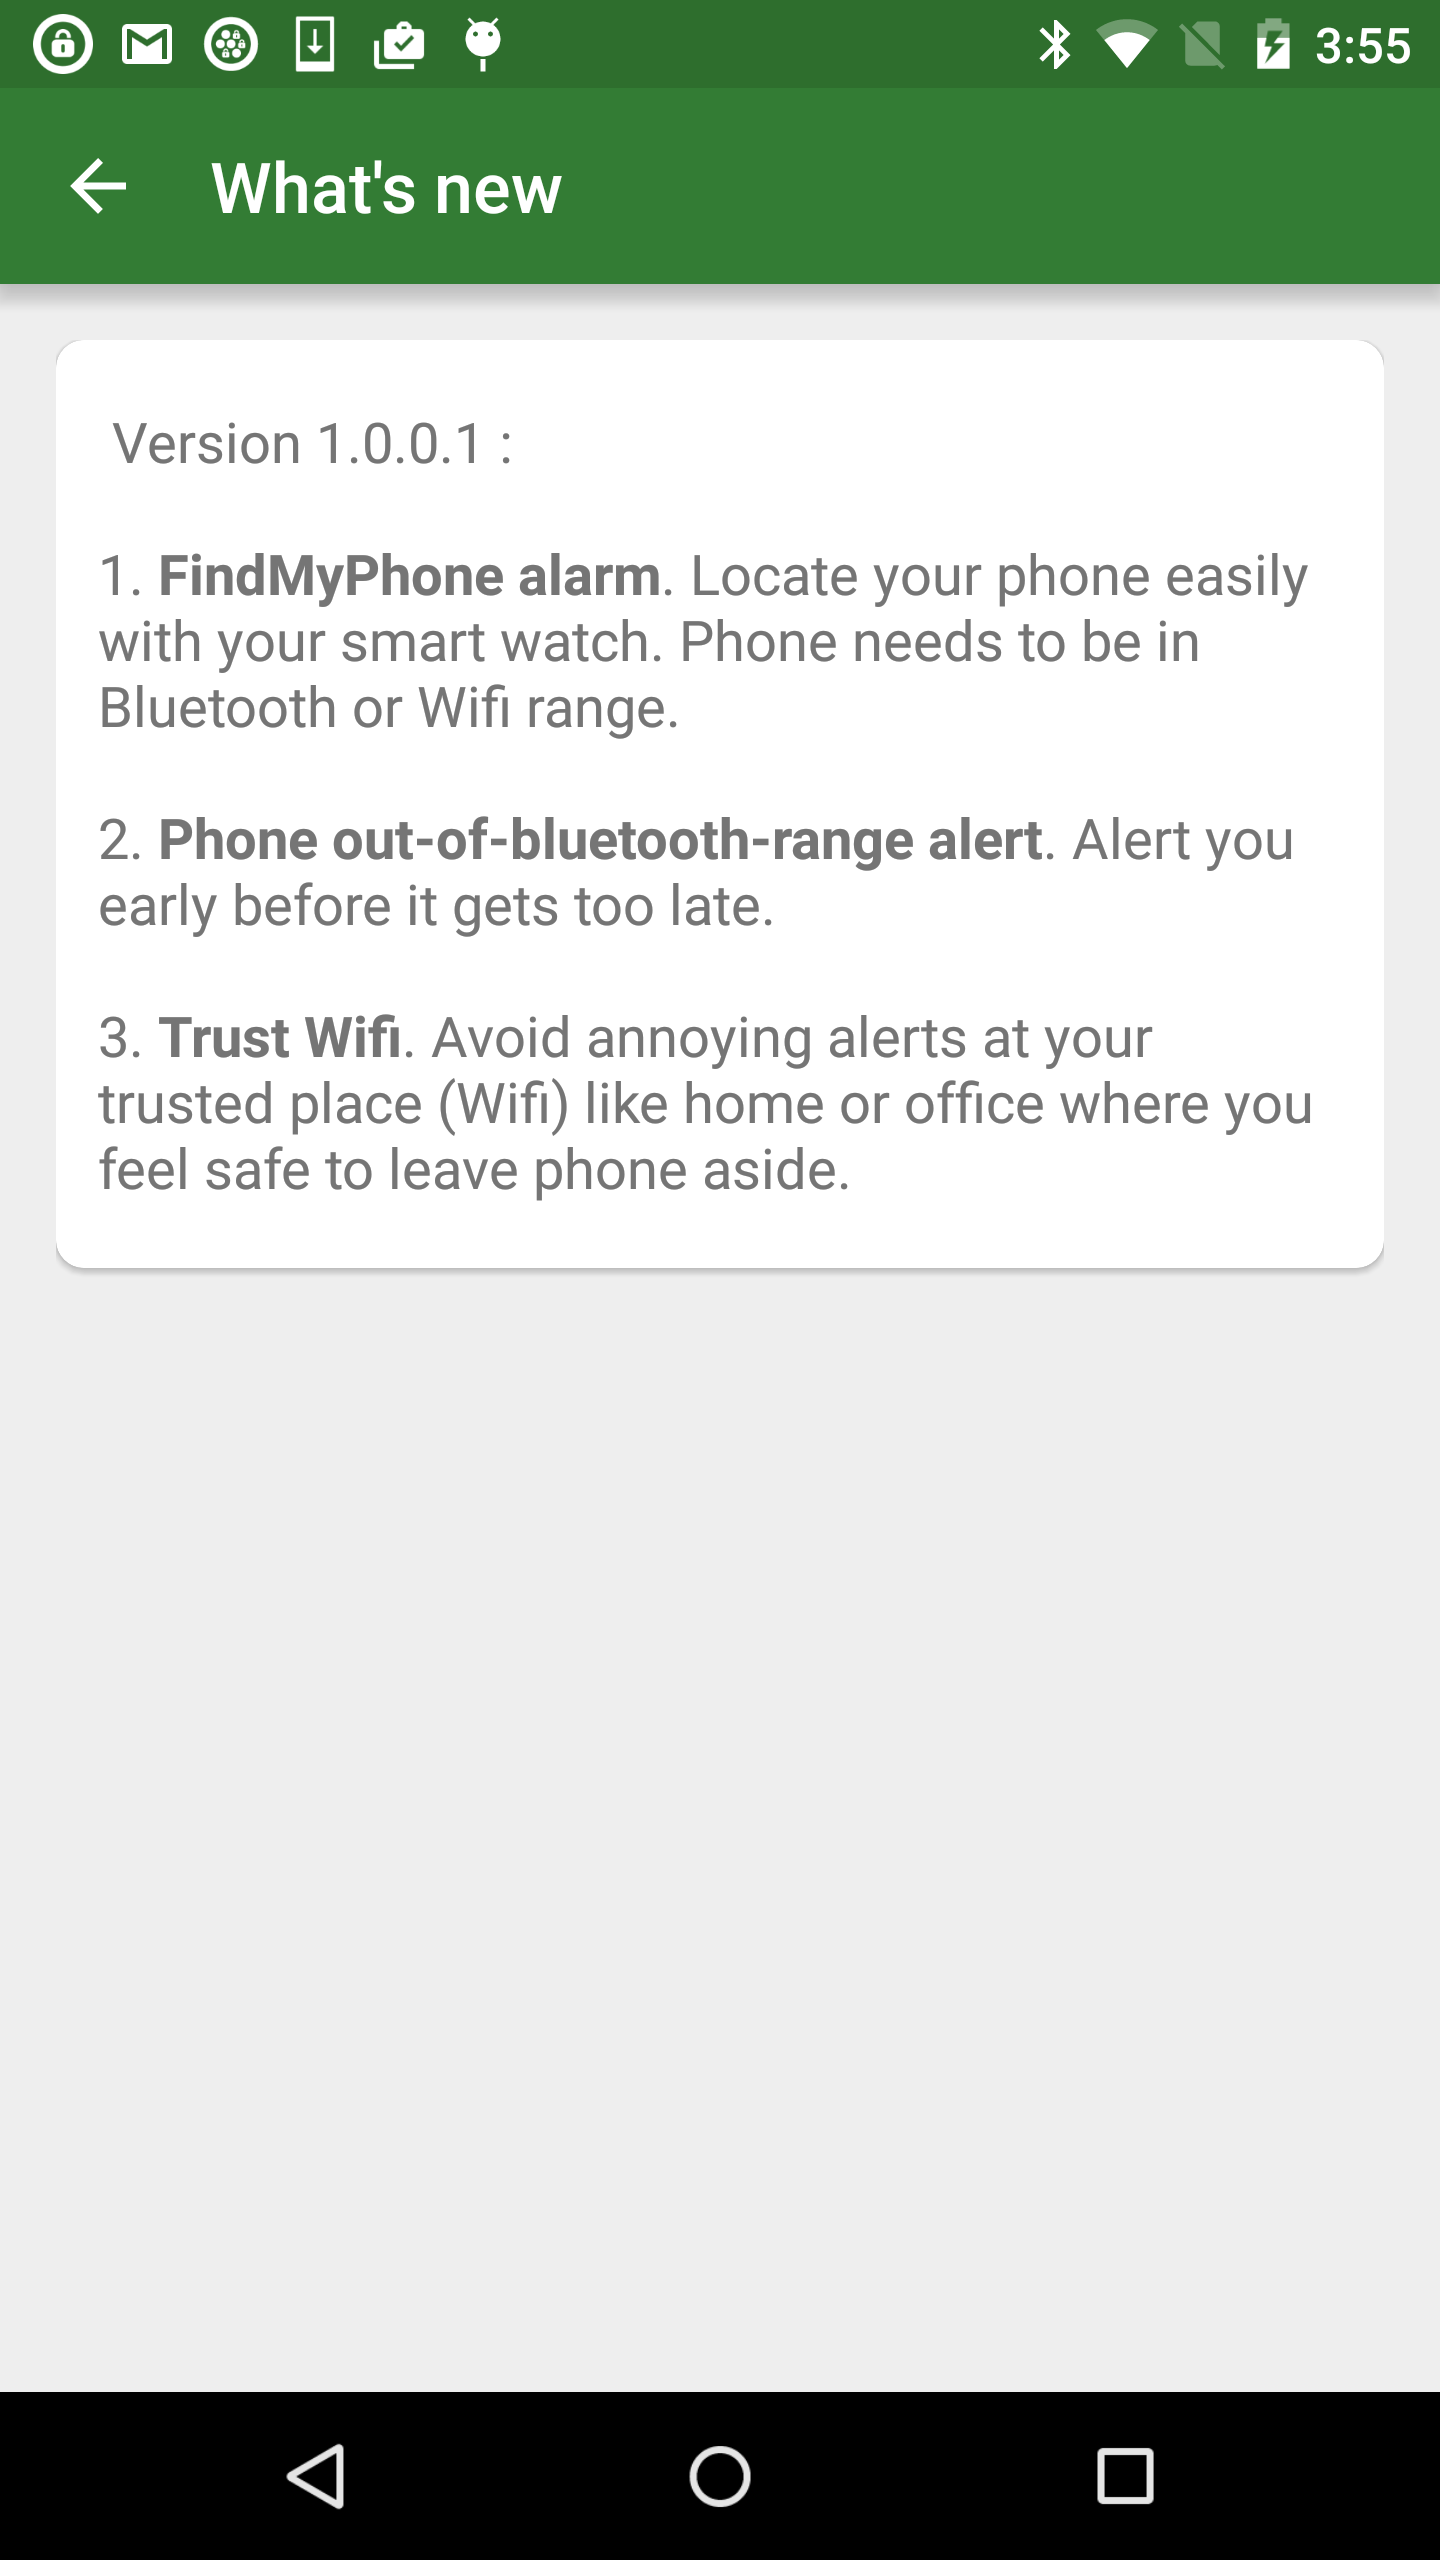 3:55
What's new
Version 1.0.0.1 :
1. FindMyPhone alarm. Locate your phone easily
with your smart watch. Phone needs to be in
Bluetooth or Wifi range.
2. Phone out-of-bluetooth-range alert. Alert you
early before it gets too late.
3. Trust Wifi. Avoid annoying alerts at your
trusted place (Wifi) like home or office where you
feel safe to leave phone aside.